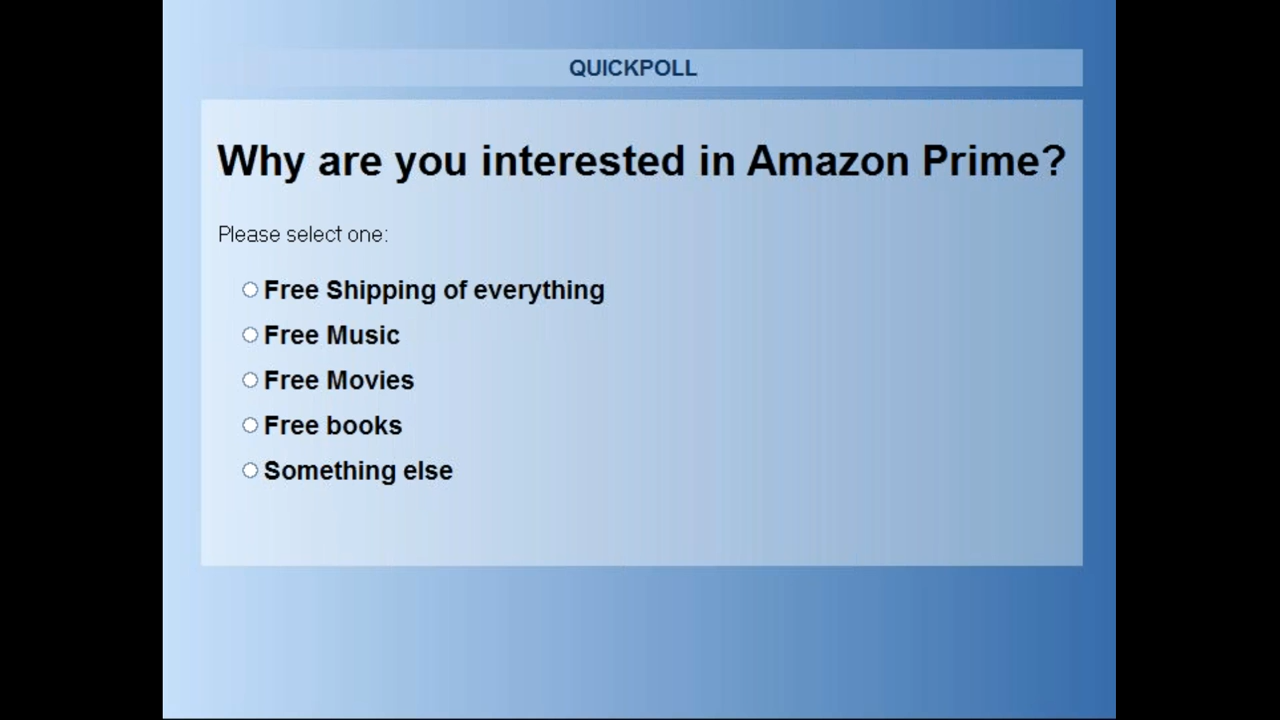 QUICKPOLL
Why are you interested in Amazon Prime?
Please select one:
Free Shipping of everything
Free Music
Free Movies
Free books
Something else